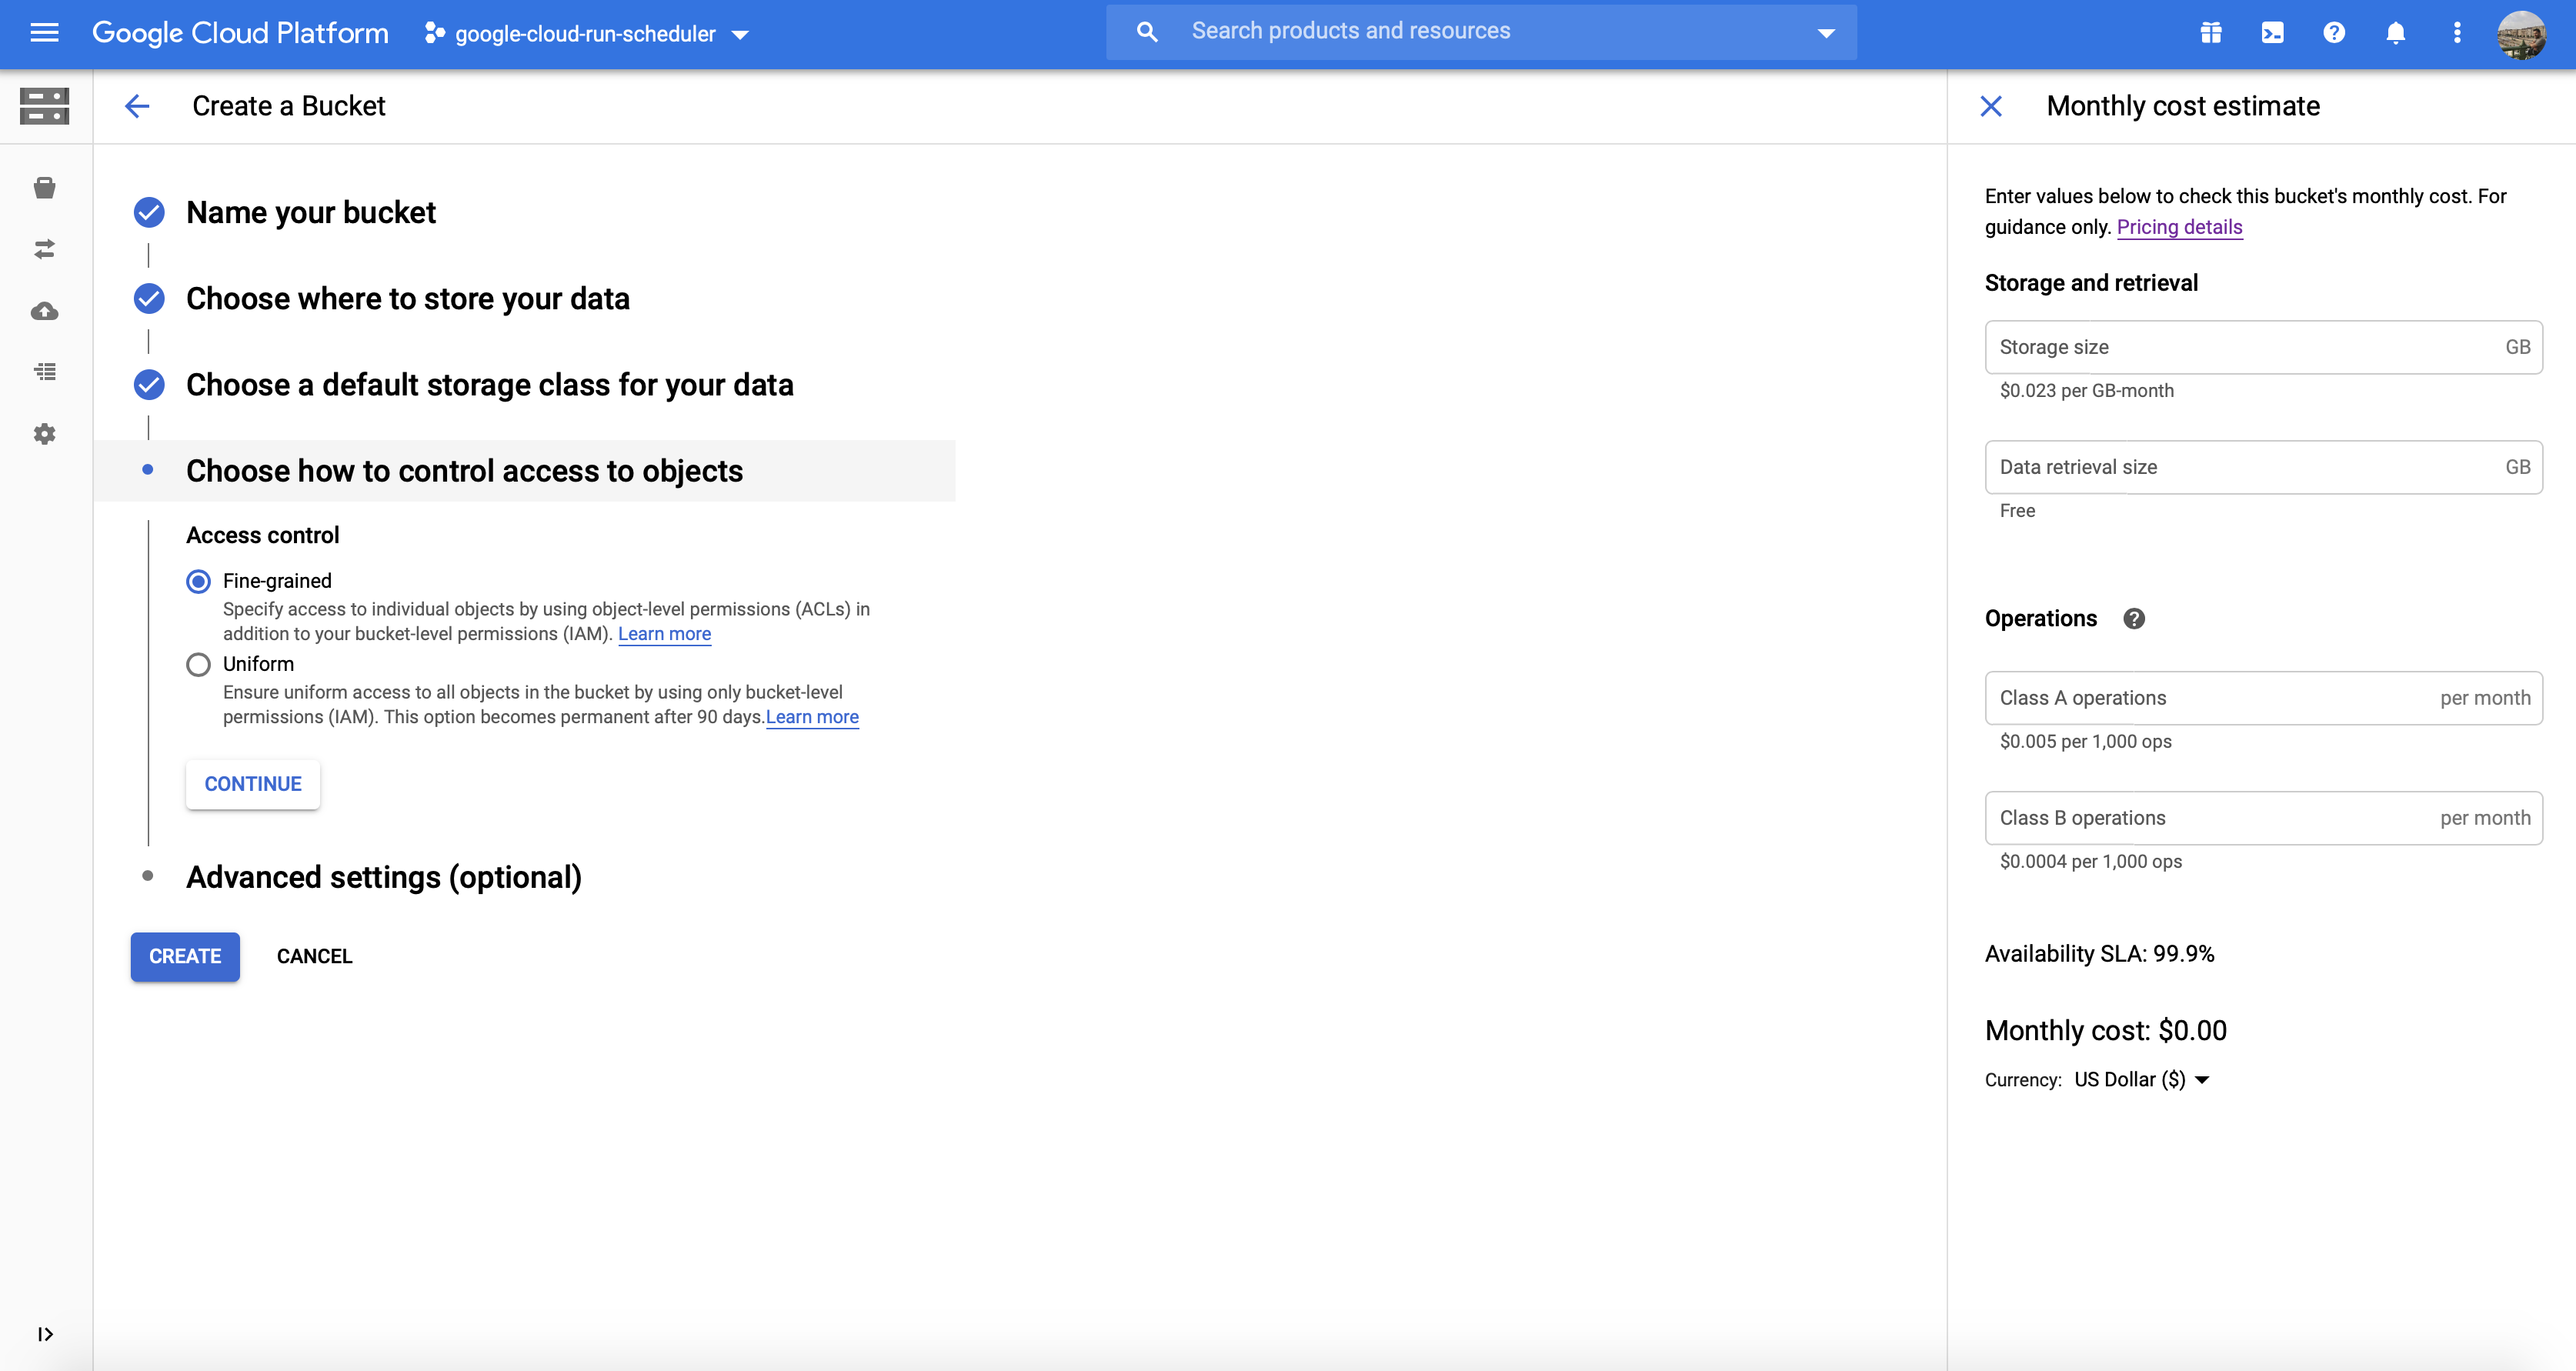 Google Cloud Platform
google-cloud-run-scheduler
Search products and resources
Create a Bucket
Name your bucket
Choose where to store your data
Choose a default storage class for your data
Choose how to control access to objects
Access control
Fine-grained
Specify access to individual objects by using object-level permissions (ACLs) in
addition to your bucket-level permissions (IAM). Learn more
Uniform
Ensure uniform access to all objects in the bucket by using only bucket-level
permissions (IAM). This option becomes permanent after 90 days.Learn more
CONTINUE
Advanced settings (optional)
CREATE CANCEL
Monthly cost estimate
Enter values below to check this bucket's monthly cost. For
guidance only. Pricing details
Storage and retrieval
Storage size GB
$0.023 per GB-month
Data retrieval size GB
Free
Operations
Class A operations per month
$0.005 per 1,000 ops
Class B operations per month
$0.0004 per 1,000 ops
Availability SLA: 99.9%
Monthly cost: $0.00
Currency: US Dollar ($)